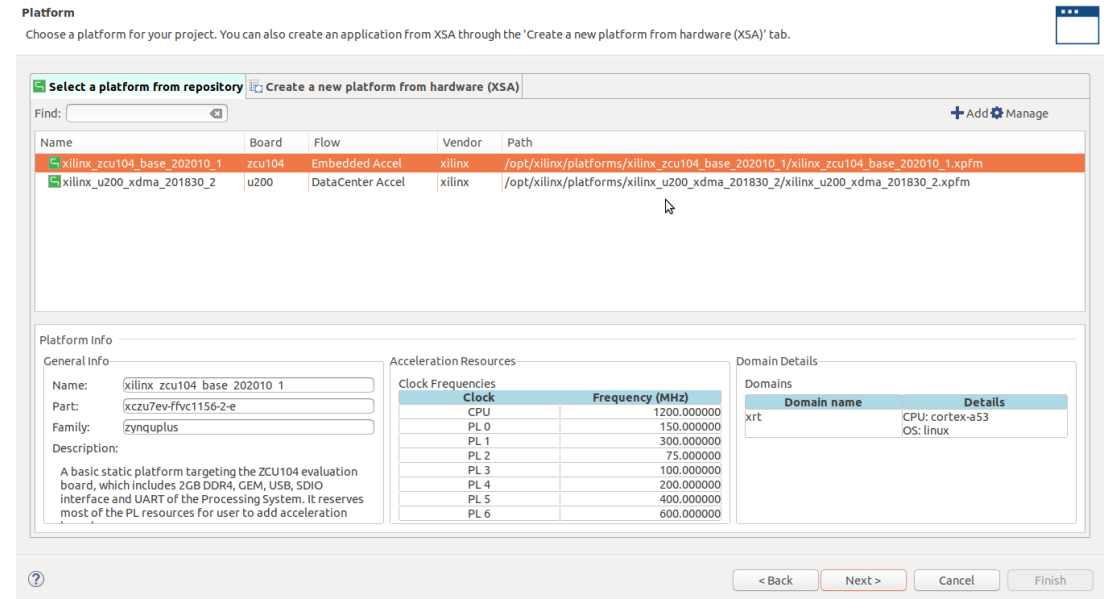 Platform
Choose a platform for your project. You can also create an application from XSA through the 'Create a new platform from hardware (XSA)' tab.
Select a platform from repository Create a new platform from hardware (XSA)
Find: Add Manage
Name Board Flow Vendor Path
xilinx_zcu104_base_202010_1 zcu104 Embedded Accel xilinx /opt/xilinx/platforms/xilinx_zcu104_base_202010_1/xilinx_zcu104_base_202010_1.xpfm
xilinx_u200_xdma_201830_2 u200 DataCenter Accel xilinx /opt/xilinx/platforms/xilinx_u200_xdma_201830_2/xilinx_u200_xdma_201830_2.xpfm
Platform Info
General Info
Name: xilinx_zcu104_base_202010_1
Part: xczu7ev-ffvc1156-2-e
Family: zynquplus
Description:
A basic static platform targeting the ZCU104 evaluation
board, which includes 2GB DDR4, GEM, USB, SDIO
interface and UART of the Processing System. It reserves
most of the PL resources for user to add acceleration
Acceleration Resources
Clock Frequencies
Clock Frequency (MHz)
CPU 1200.000000
PL 0 150.000000
PL 1 300.000000
PL 2 75.000000
PL 3 100.000000
PL 4 200.000000
PL 5 400.000000
PL 6 600.000000
Domain Details
Domains
Domain name Details
xrt CPU: cortex-a53
OS: linux
? < Back Next > Cancel Finish